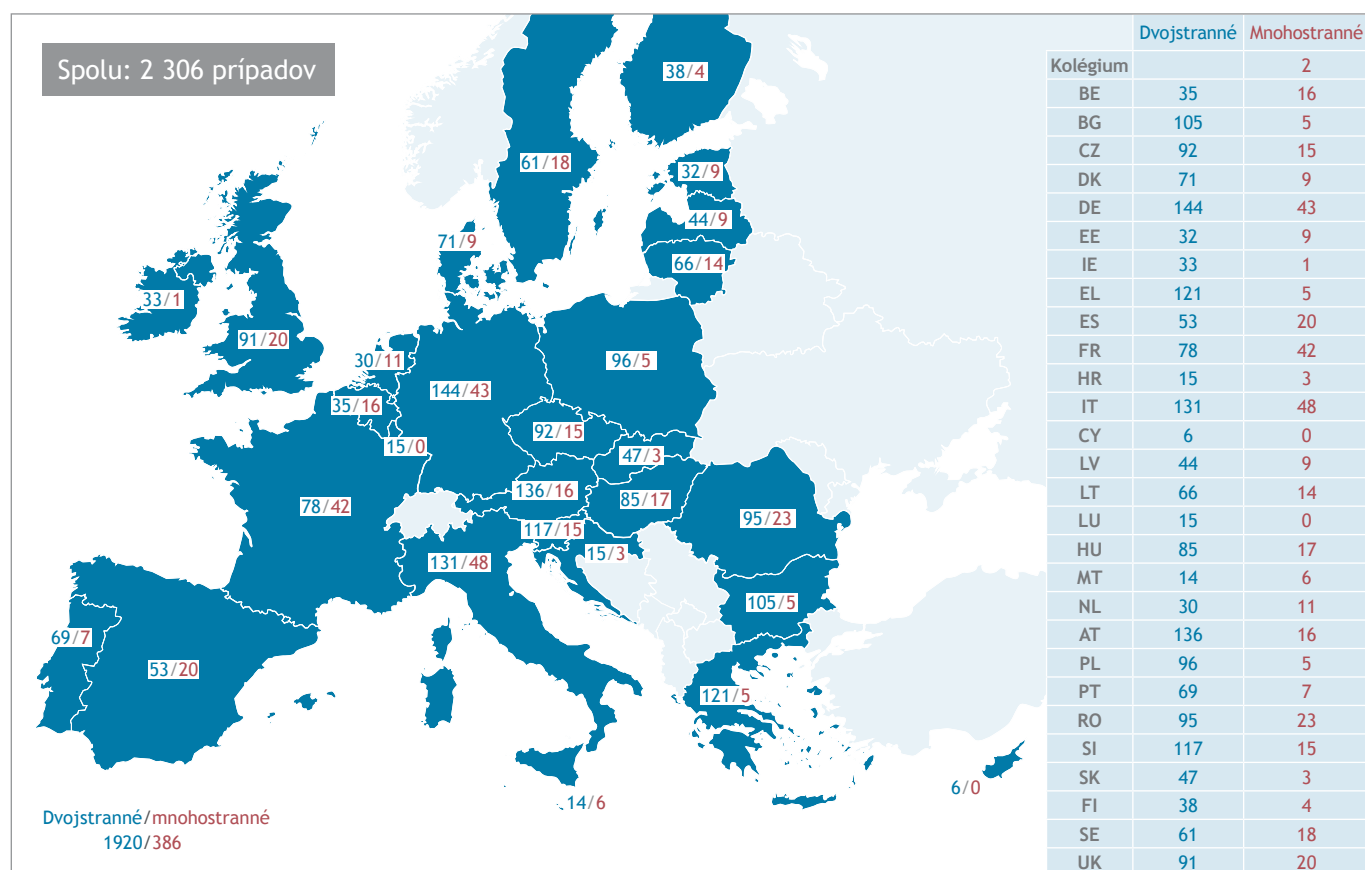 Spolu: 2 306 prípadov
38/4
61/18
32/9
44/9
71/9
66/14
33/1
91/20
30/11
96/5
144/43
35/16
92/15
15/0
47/3
136/16
85/17
78/42
95/23
117/15
15/3
131/48
105/5
69/7
53/20
121/5
6/0
14/6
Dvojstranné/mnohostranné
1920/386
Dvojstranné Mnohostranné
Kolégium 2
BE 35 16
BG 105 5
CZ 92 15
DK 71 9
DE 144 43
EE 32 9
IE 33 1
EL 121 5
ES 53 20
FR 78 42
HR 15 3
IT 131 48
CY 6 0
LV 44 9
LT 66 14
LU 15 0
HU 85 17
MT 14 6
NL 30 11
AT 136 16
PL 96 5
PT 69 7
RO 95 23
SI 117 15
SK 47 3
FI 38 4
SE 61 18
UK 91 20